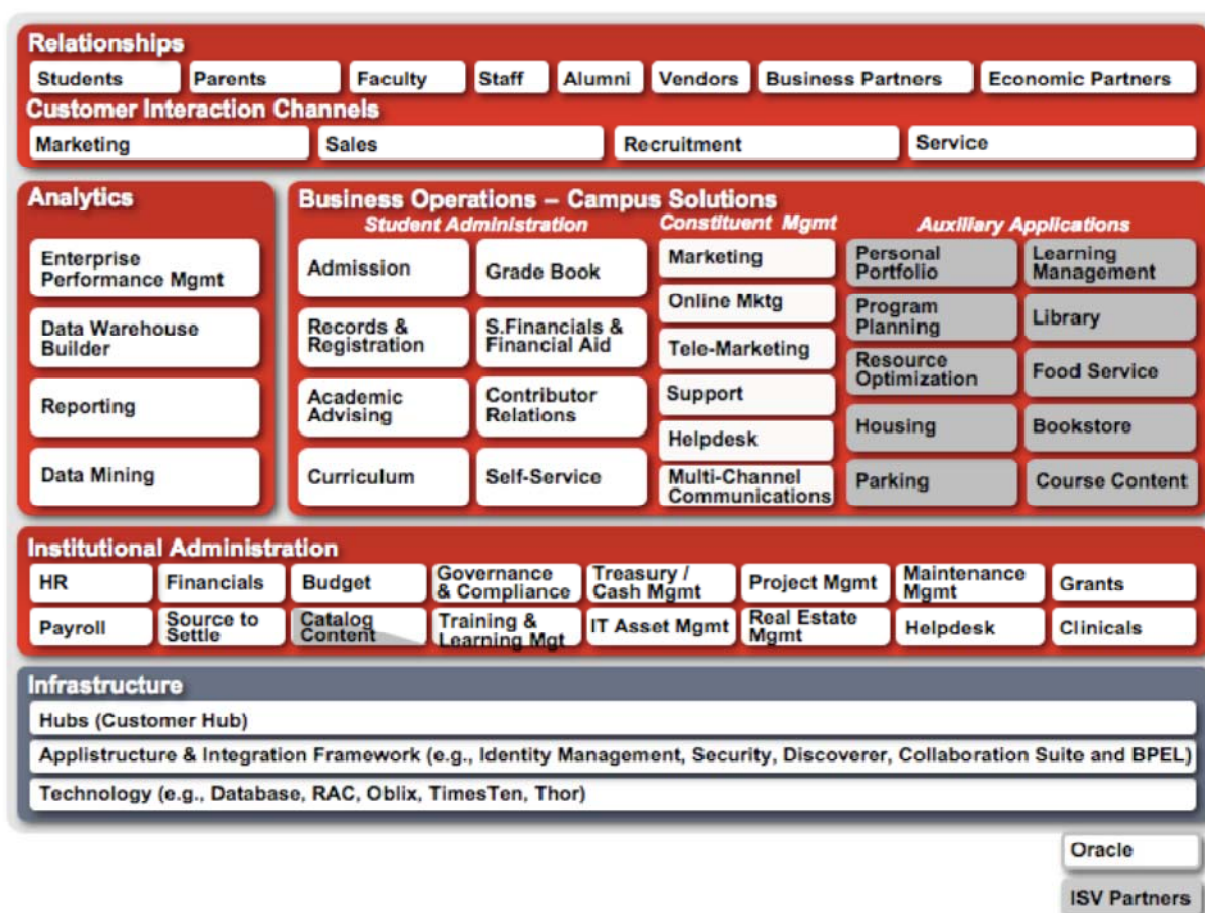 Relationships
Students Parents Faculty Staff Alumni Vendors Business Partners Economic Partners
Customer Interaction Channels
Marketing Sales Recruitment Service
Analytics
Enterprise
Performance Mgmt
Data Warehouse
Builder
Reporting
Data Mining
Business Operations – Campus Solutions
Student Administration
Admission
Records &
Registration
Academic
Advising
Curriculum
Grade Book
S.Financials &
Financial Aid
Contributor
Relations
Self-Service
Constituent Mgmt
Marketing
Online Mktg
Tele-Marketing
Support
Helpdesk
Multi-Channel
Communications
Auxiliary Applications
Personal
Portfolio
Program
Planning
Resource
Optimization
Housing
Parking
Learning
Management
Library
Food Service
Bookstore
Course Content
Institutional Administration
HR
Financials
Budget
Governance
& Compliance
Treasury /
Cash Mgmt
Project Mgmt
Maintenance
Mgmt
Grants
Payroll
Source to
Settle
Catalog
Content
Training &
Learning Mgt
IT Asset Mgmt
Real Estate
Mgmt
Helpdesk
Clinicals
Infrastructure
Hubs (Customer Hub)
Applistructure & Integration Framework (e.g., Identity Management, Security, Discoverer, Collaboration Suite and BPEL)
Technology (e.g., Database, RAC, Oblix, TimesTen, Thor)
Oracle
ISV Partners